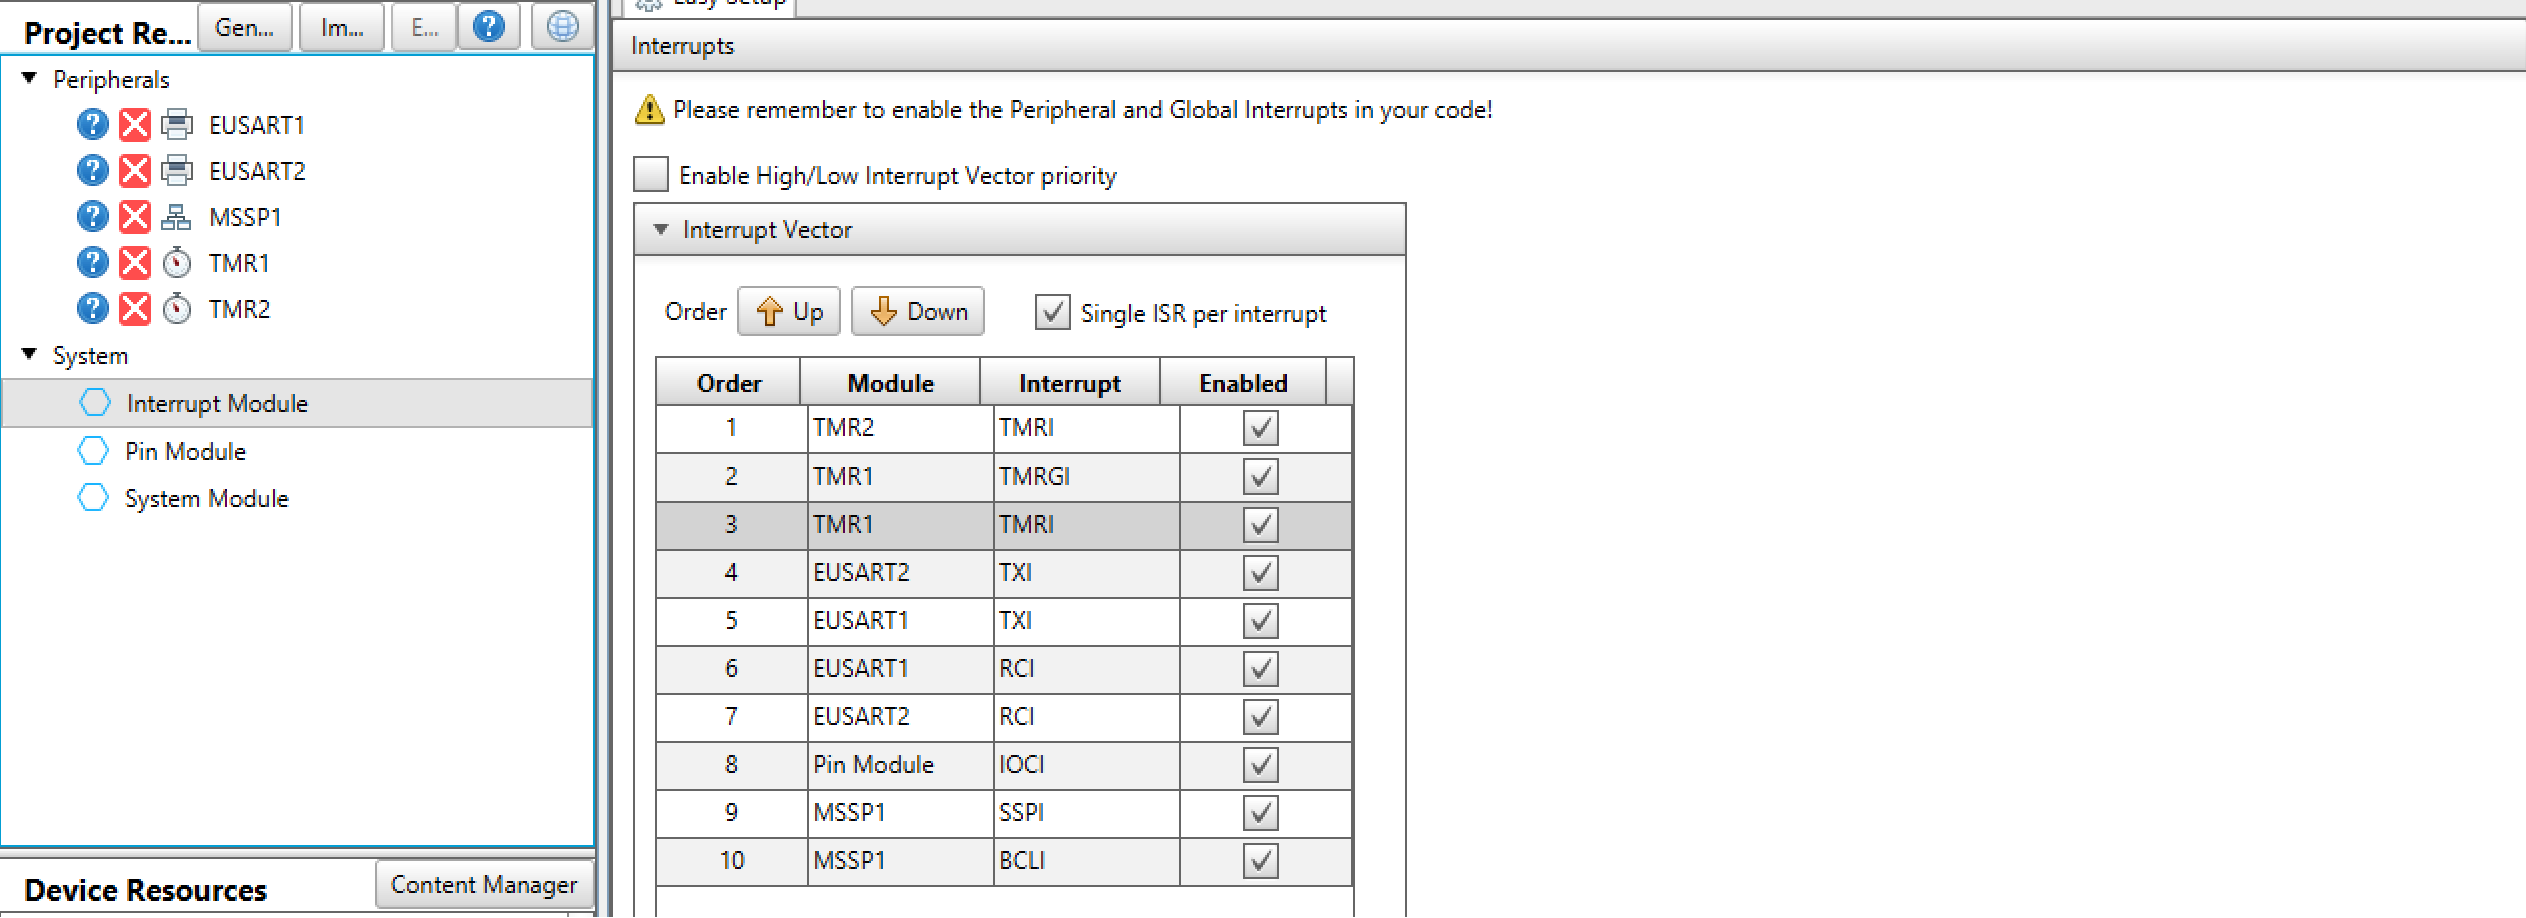 Project Re... Gen... Im... E...
Peripherals
EUSART1
EUSART2
MSSP1
TMR1
TMR2
System
Interrupt Module
Pin Module
System Module
Device Resources Content Manager
Easy Setup
Interrupts
Please remember to enable the Peripheral and Global Interrupts in your code!
Enable High/Low Interrupt Vector priority
Interrupt Vector
Order Up Down Single ISR per interrupt
Order Module Interrupt Enabled
1 TMR2 TMRI
2 TMR1 TMRGI
3 TMR1 TMRI
4 EUSART2 TXI
5 EUSART1 TXI
6 EUSART1 RCI
7 EUSART2 RCI
8 Pin Module IOCI
9 MSSP1 SSPI
10 MSSP1 BCLI